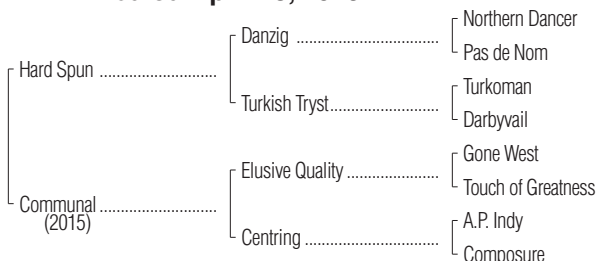 Northern Dancer
Danzig
Pas de Nom
Hard Spun
Turkoman
Turkish Tryst
Darbyvail
Gone West
Elusive Quality
Touch of Greatness
Communal
(2015)
A.P. Indy
Centring
Composure